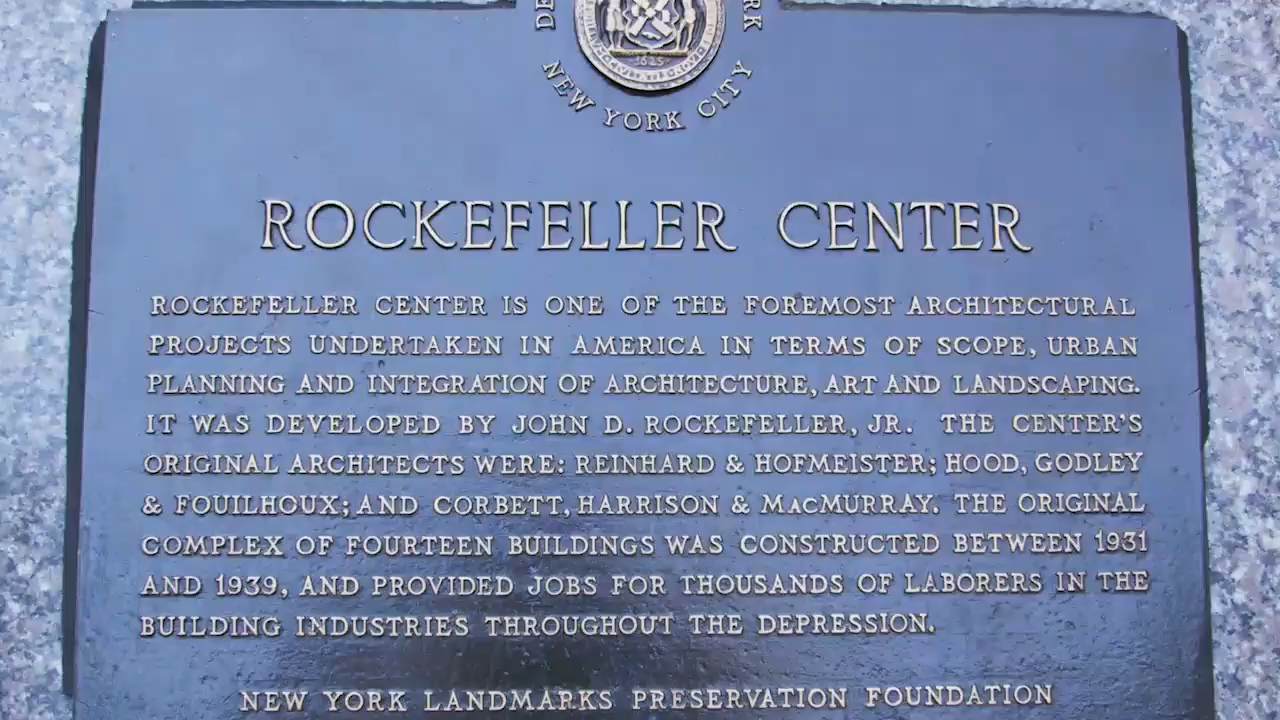 NEW YORK CITY
1625
ROCKEFELLER CENTER
ROCKEFELLER CENTER IS ONE OF THE FOREMOST ARCHITECTURAL
PROJECTS UNDERTAKEN IN AMERICA IN TERMS OF SCOPE, URBAN
PLANNING AND INTEGRATION OF ARCHITECTURE, ART AND LANDSCAPING.
IT WAS DEVELOPED BY JOHN D. ROCKEFELLER, JR. THE CENTER'S
ORIGINAL ARCHITECTS WERE: REINHARD & HOFMEISTER; HOOD, GODLEY
& FOUILHOUX; AND CORBETT, HARRISON & MACMURRAY. THE ORIGINAL
COMPLEX OF FOURTEEN BUILDINGS WAS CONSTRUCTED BETWEEN 1931
AND 1939, AND PROVIDED JOBS FOR THOUSANDS OF LABORERS IN THE
BUILDING INDUSTRIES THROUGHOUT THE DEPRESSION.
NEW YORK LANDMARKS PRESERVATION FOUNDATION